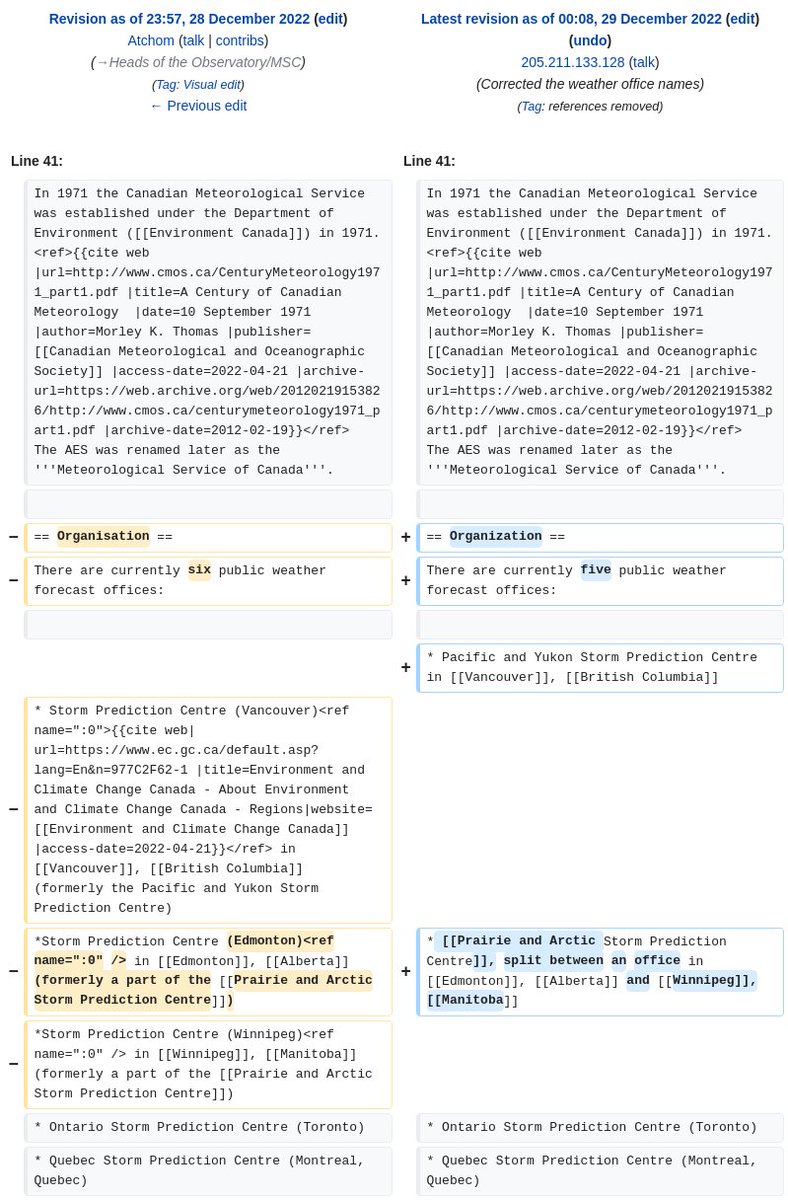 Revision as of 23:57, 28 December 2022 (edit)
Atchom (talk | contribs)
(→Heads of the Observatory/MSC)
(Tag: Visual edit)
← Previous edit
Latest revision as of 00:08, 29 December 2022 (edit)
(undo)
205.211.133.128 (talk)
(Corrected the weather office names)
(Tag: references removed)
Line 41:
Line 41:
In 1971 the Canadian Meteorological Service
was established under the Department of
Environment ([[Environment Canada]]) in 1971.
<ref>{{cite web
|url=http://www.cmos.ca/CenturyMeteorology197
1_part1.pdf |title=A Century of Canadian
Meteorology  |date=10 September 1971
|author=Morley K. Thomas |publisher=
[[Canadian Meteorological and Oceanographic
Society]] |access-date=2022-04-21 |archive-
url=https://web.archive.org/web/2012021915382
6/http://www.cmos.ca/centurymeteorology1971_p
art1.pdf |archive-date=2012-02-19}}</ref>
The AES was renamed later as the
'''Meteorological Service of Canada'''.
In 1971 the Canadian Meteorological Service
was established under the Department of
Environment ([[Environment Canada]]) in 1971.
<ref>{{cite web
|url=http://www.cmos.ca/CenturyMeteorology197
1_part1.pdf |title=A Century of Canadian
Meteorology  |date=10 September 1971
|author=Morley K. Thomas |publisher=
[[Canadian Meteorological and Oceanographic
Society]] |access-date=2022-04-21 |archive-
url=https://web.archive.org/web/2012021915382
6/http://www.cmos.ca/centurymeteorology1971_p
art1.pdf |archive-date=2012-02-19}}</ref>
The AES was renamed later as the
'''Meteorological Service of Canada'''.
− == Organisation ==
+ == Organization ==
− There are currently six public weather
forecast offices:
+ There are currently five public weather
forecast offices:
+ * Pacific and Yukon Storm Prediction Centre
in [[Vancouver]], [[British Columbia]]
− * Storm Prediction Centre (Vancouver)<ref
name=":0">{{cite web|
url=https://www.ec.gc.ca/default.asp?
lang=En&n=977C2F62-1 |title=Environment and
Climate Change Canada - About Environment
and Climate Change Canada - Regions|website=
[[Environment and Climate Change Canada]]
|access-date=2022-04-21}}</ref> in
[[Vancouver]], [[British Columbia]]
(formerly the Pacific and Yukon Storm
Prediction Centre)
− *Storm Prediction Centre (Edmonton)<ref
name=":0" /> in [[Edmonton]], [[Alberta]]
(formerly a part of the [[Prairie and Arctic
Storm Prediction Centre]])
+ * [[Prairie and Arctic Storm Prediction
Centre]], split between an office in
[[Edmonton]], [[Alberta]] and [[Winnipeg]],
[[Manitoba]]
− *Storm Prediction Centre (Winnipeg)<ref
name=":0" /> in [[Winnipeg]], [[Manitoba]]
(formerly a part of the [[Prairie and Arctic
Storm Prediction Centre]])
* Ontario Storm Prediction Centre (Toronto)
* Ontario Storm Prediction Centre (Toronto)
* Quebec Storm Prediction Centre (Montreal,
Quebec)
* Quebec Storm Prediction Centre (Montreal,
Quebec)